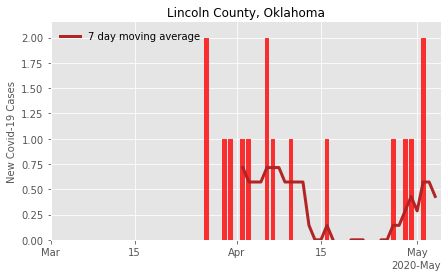 Lincoln County, Oklahoma
7 day moving average
New Covid-19 Cases
2.00
1.75
1.50
1.25
1.00
0.75
0.50
0.25
0.00
Mar
15
Apr
15
May
2020-May